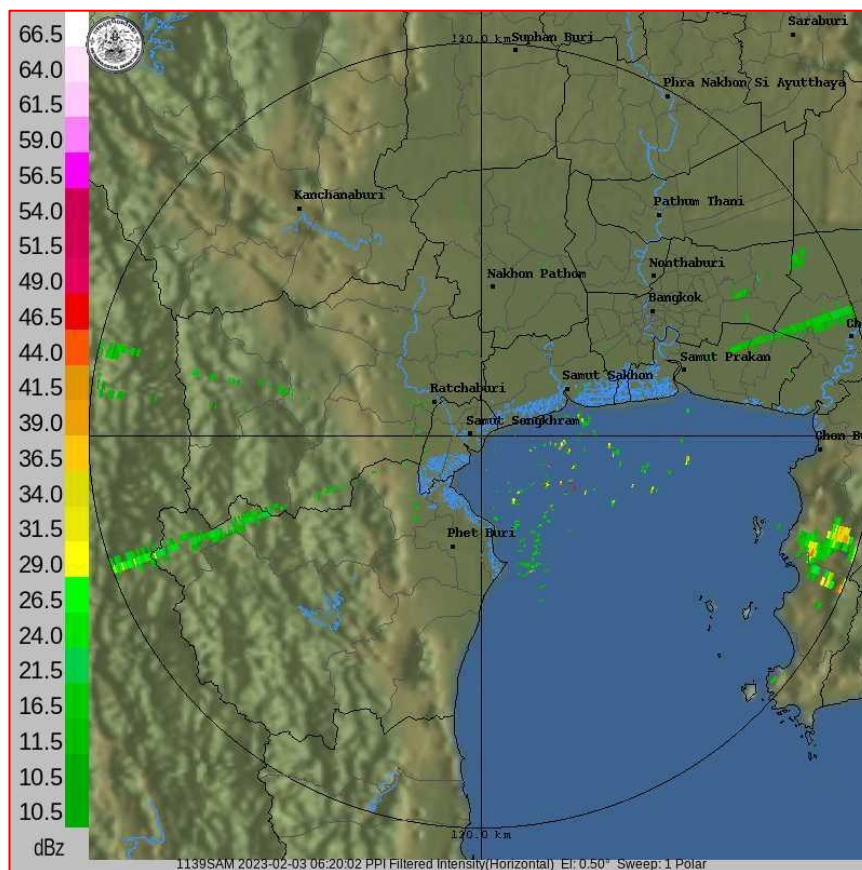 66.5
64.0
61.5
59.0
56.5
54.0
51.5
49.0
46.5
44.0
41.5
39.0
36.5
34.0
31.5
29.0
26.5
24.0
21.5
16.5
11.5
10.5
10.5
dBz
Saraburi
120.0 km
Suphan Buri
Phra Nakhon Si Ayutthaya
Kanchanaburi
Pathum Thani
Nonthaburi
Nakhon Pathom
Bangkok
Ch
Samut Prakan
Samut Sakhon
Ratchaburi
Samut Songkhram
Chon Bu
Phet Buri
120.0 km
1139SAM 2023-02-03 06:20:02 PPI Filtered Intensity(Horizontal) El: 0.50° Sweep: 1 Polar